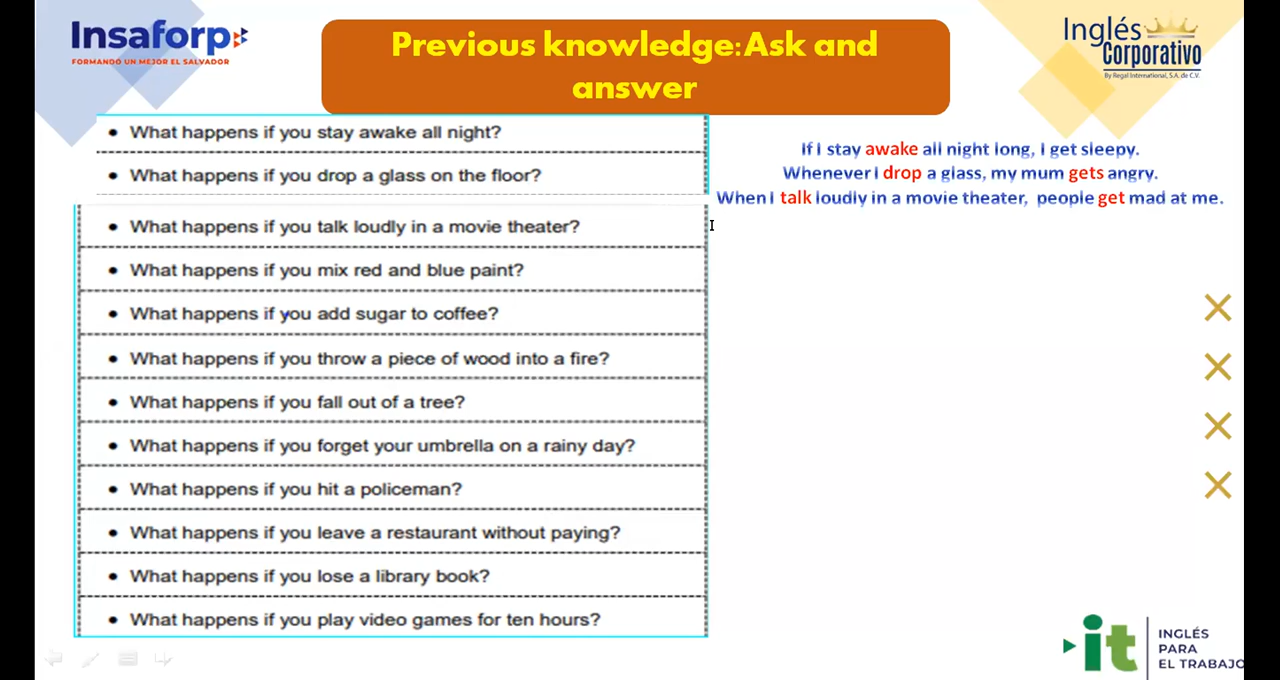 Insaforp
FORMANDO UN MEJOR EL SALVADOR
Previous knowledge: Ask and
answer
Inglés
Corporativo
By Regal International, S.A. de C.V.
• What happens if you stay awake all night?
• What happens if you drop a glass on the floor?
• What happens if you talk loudly in a movie theater?
• What happens if you mix red and blue paint?
• What happens if you add sugar to coffee?
• What happens if you throw a piece of wood into a fire?
• What happens if you fall out of a tree?
• What happens if you forget your umbrella on a rainy day?
• What happens if you hit a policeman?
• What happens if you leave a restaurant without paying?
• What happens if you lose a library book?
• What happens if you play video games for ten hours?
If I stay awake all night long, I get sleepy.
Whenever I drop a glass, my mum gets angry.
When I talk loudly in a movie theater, people get mad at me.
it
INGLÉS
PARA
EL TRABAJO